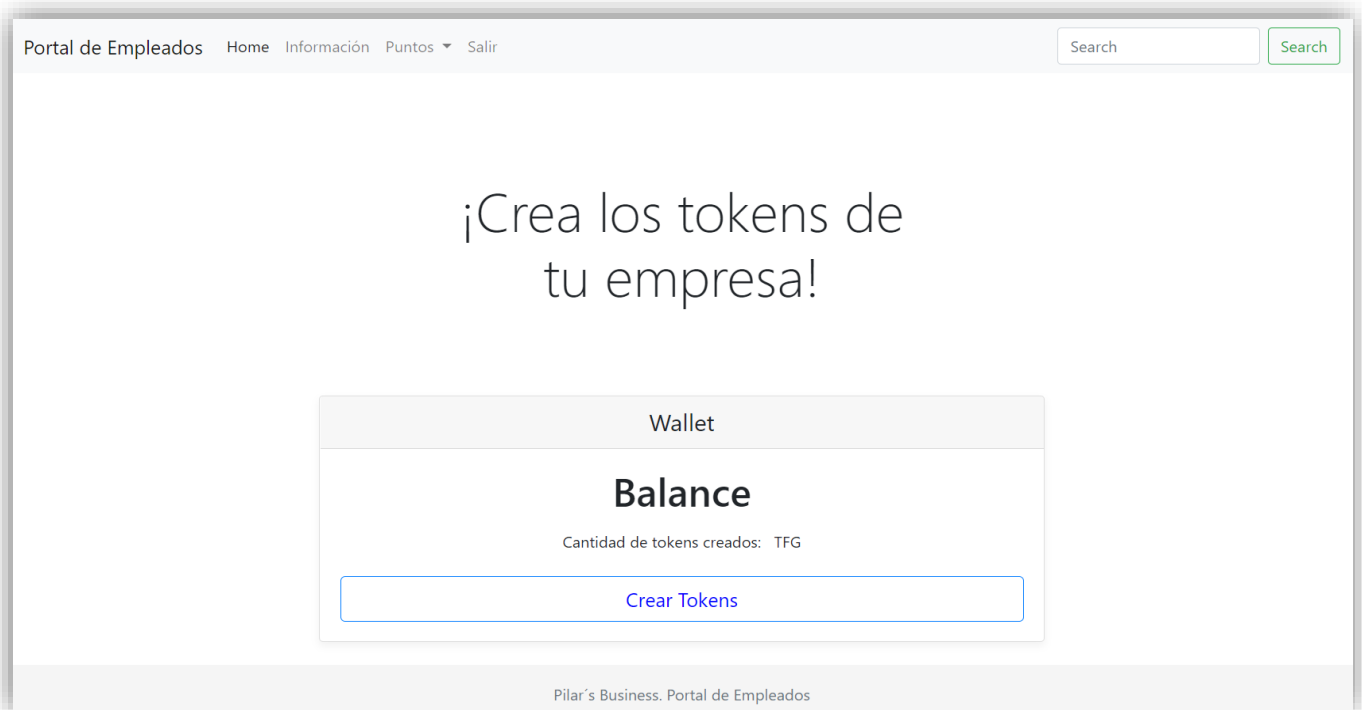 Portal de Empleados Home Información Puntos Salir Search Search
¡Crea los tokens de
tu empresa!
Wallet
Balance
Cantidad de tokens creados: TFG
Crear Tokens
Pilar´s Business. Portal de Empleados